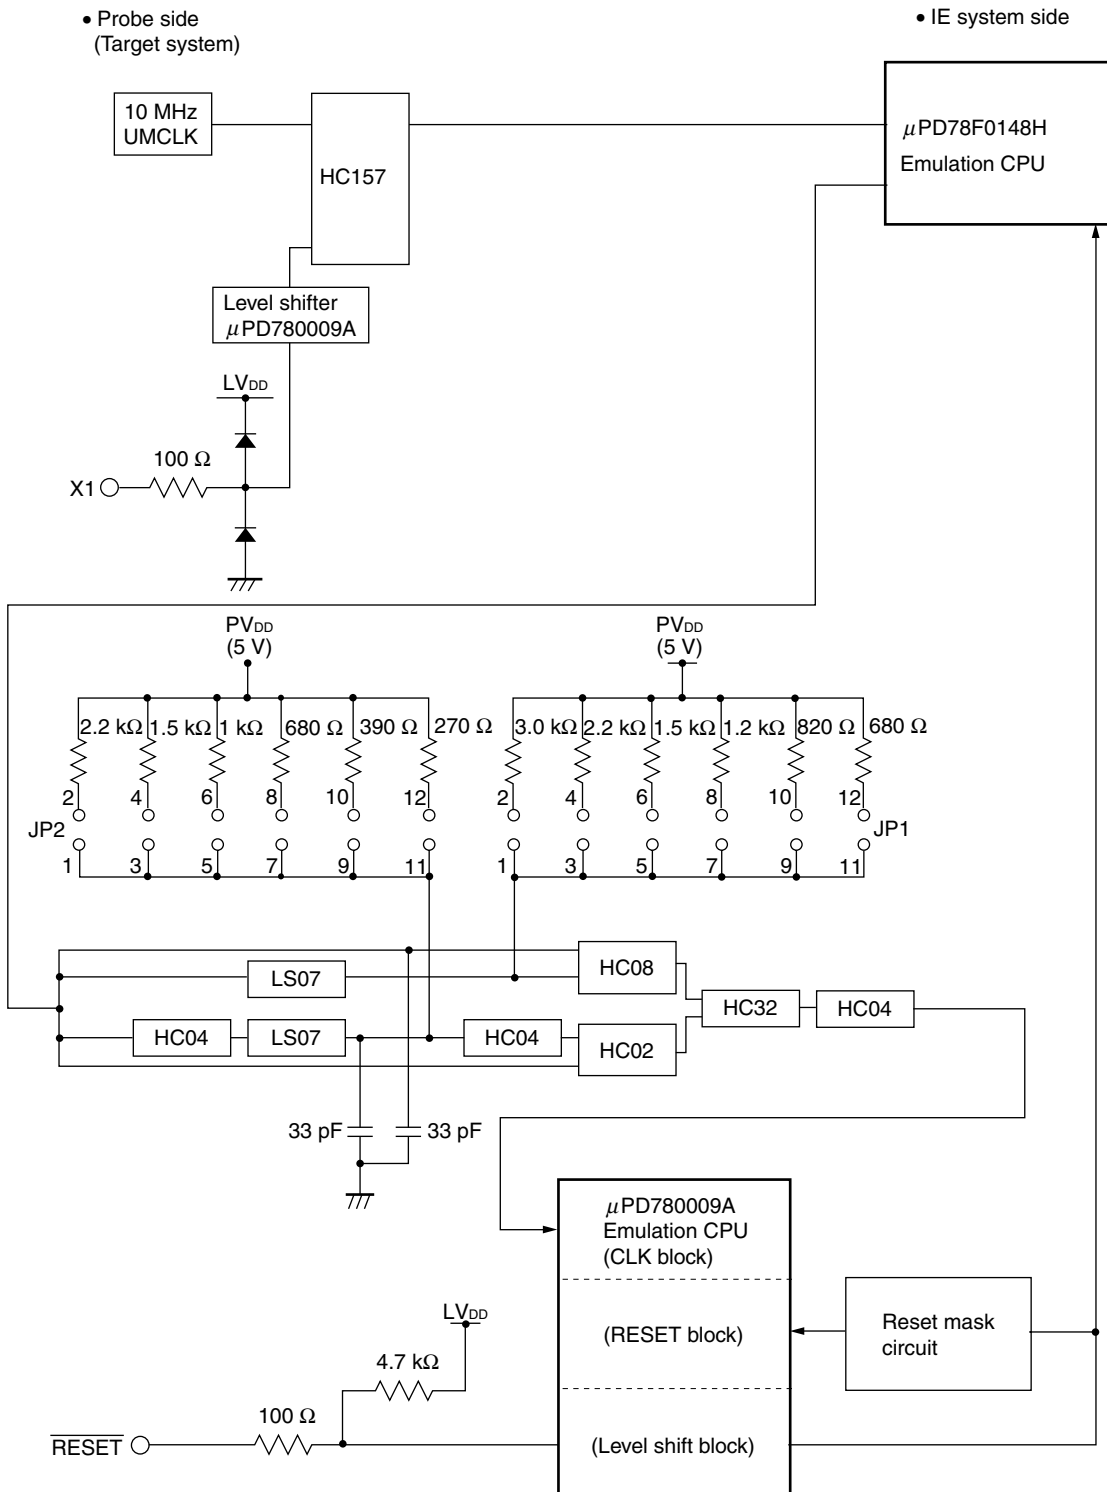 • Probe side
(Target system)
• IE system side
10 MHz
UMCLK
HC157
μPD78F0148H
Emulation CPU
Level shifter
μPD780009A
LVDD
100 Ω
X1
PVDD
(5 V)
PVDD
(5 V)
2.2 kΩ 1.5 kΩ 1 kΩ 680 Ω 390 Ω 270 Ω
3.0 kΩ 2.2 kΩ 1.5 kΩ 1.2 kΩ 820 Ω 680 Ω
2 4 6 8 10 12
2 4 6 8 10 12
JP2
JP1
1 3 5 7 9 11
1 3 5 7 9 11
HC08
LS07
HC32
HC04
HC04
LS07
HC04
HC02
33 pF
33 pF
μPD780009A
Emulation CPU
(CLK block)
(RESET block)
Reset mask
circuit
LVDD
4.7 kΩ
100 Ω
RESET
(Level shift block)